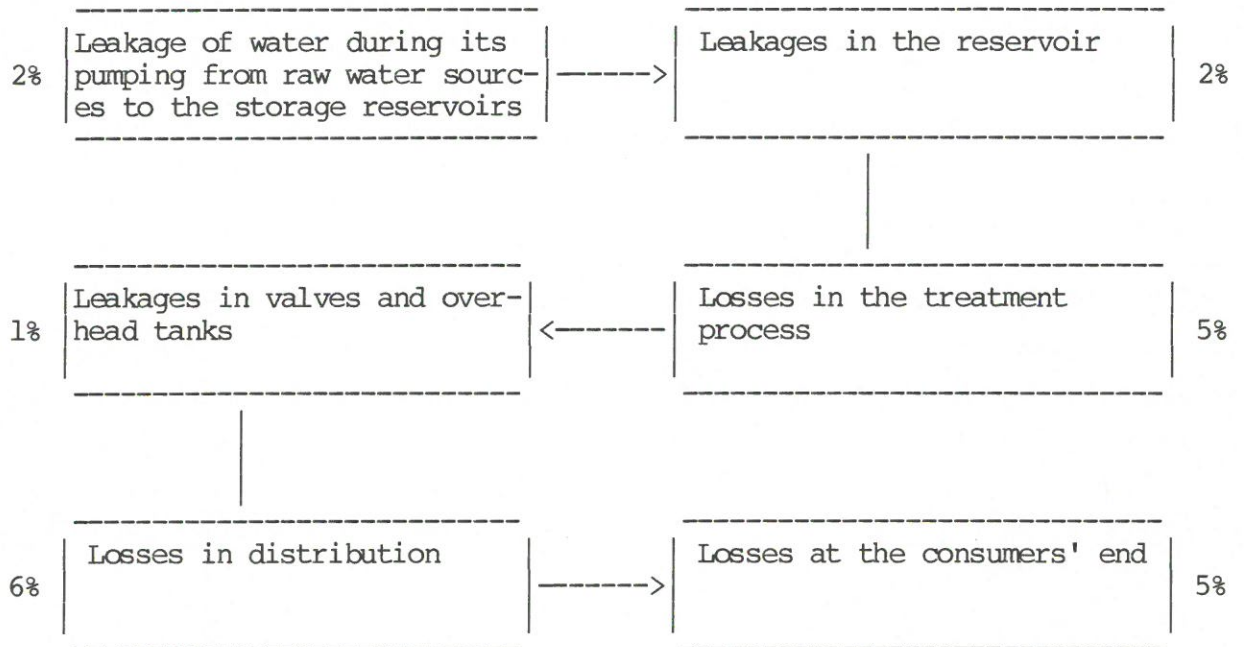 2%
Leakage of water during its
pumping from raw water sourc-
es to the storage reservoirs
Leakages in the reservoir
2%
1%
Leakages in valves and over-
head tanks
Losses in the treatment
process
5%
6%
Losses in distribution
Losses at the consumers' end
5%